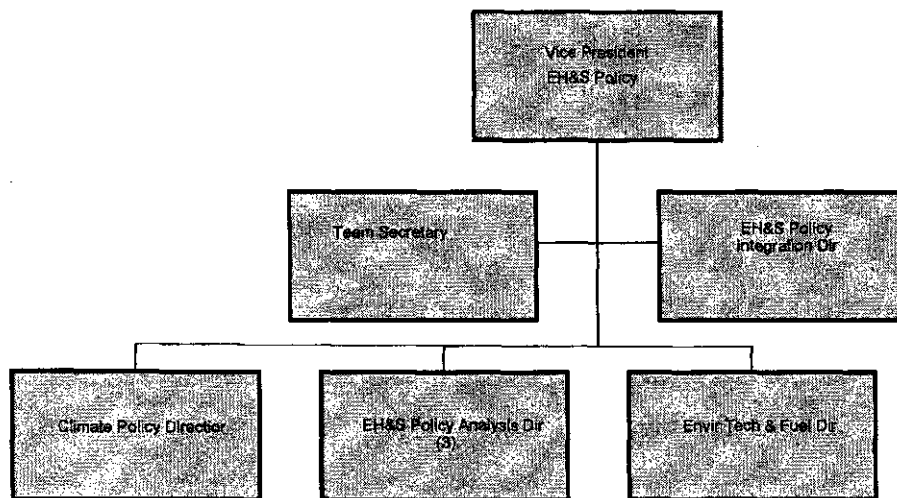 Vice President
EH&S Policy
Team Secretary
EH&S Policy
Integration Dir
Climate Policy Direction
EH&S Policy Analysis Dir
(3)
Envir Tech & Fuel Dir